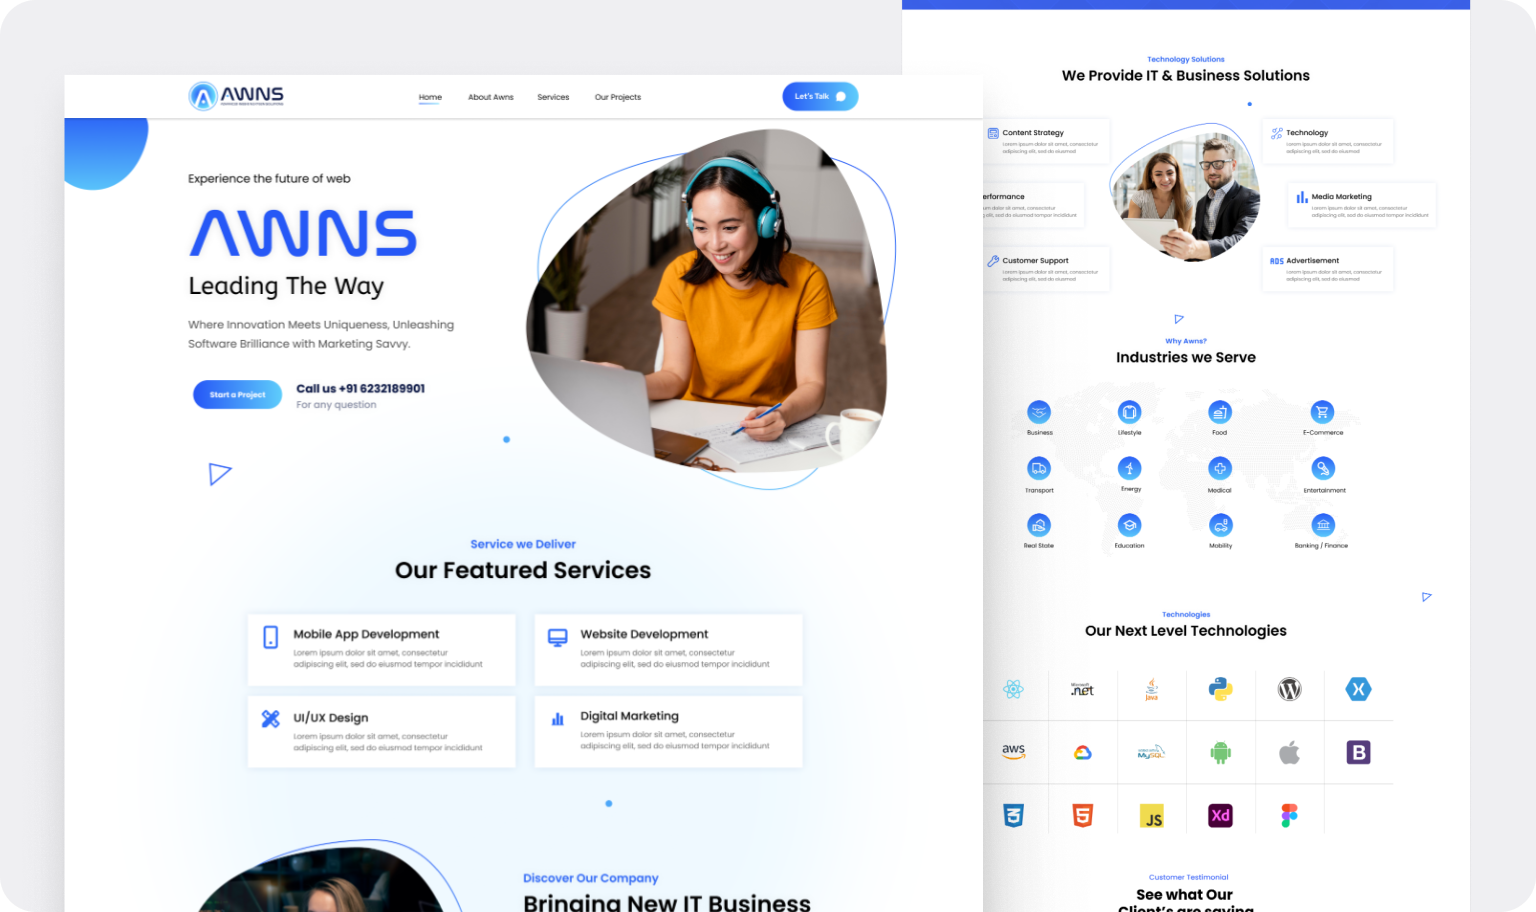 AWNS
Home
About Awns
Services
Our Projects
Let's Talk
Experience the future of web
AWNS
Leading The Way
Where Innovation Meets Uniqueness, Unleashing
Software Brilliance with Marketing Savvy.
Start a Project
Call us +91 6232189901
For any question
Service we Deliver
Our Featured Services
Mobile App Development
Lorem ipsum dolor sit amet, consectetur
adipiscing elit, sed do eiusmod tempor incididunt
Website Development
Lorem ipsum dolor sit amet, consectetur
adipiscing elit, sed do eiusmod tempor incididunt
UI/UX Design
Lorem ipsum dolor sit amet, consectetur
adipiscing elit, sed do eiusmod tempor incididunt
Digital Marketing
Lorem ipsum dolor sit amet, consectetur
adipiscing elit, sed do eiusmod tempor incididunt
Discover Our Company
Bringing New IT Business
Technology Solutions
We Provide IT & Business Solutions
Content Strategy
Lorem ipsum dolor sit amet, consectetur
adipiscing elit, sed do eiusmod
Technology
Lorem ipsum dolor sit amet, consectetur
adipiscing elit, sed do eiusmod
erformance
um dolor sit amet, consectetur
g elit, sed do eiusmod tempor incididunt
Media Marketing
Lorem ipsum dolor sit amet, consectetur
adipiscing elit, sed do eiusmod tempor incididunt
Customer Support
Lorem ipsum dolor sit amet, consectetur
adipiscing elit, sed do eiusmod
ADS
Advertisement
Lorem ipsum dolor sit amet, consectetur
adipiscing elit, sed do eiusmod
Why Awns?
Industries we Serve
Business
Lifestyle
Food
E-Commerce
Transport
Energy
Medical
Entertainment
Real State
Education
Mobility
Banking / Finance
Technologies
Our Next Level Technologies
Microsoft
.net
Java
W
X
aws
MySQL
B
3
5
JS
Xd
Customer Testimonial
See what Our
Client's are saying